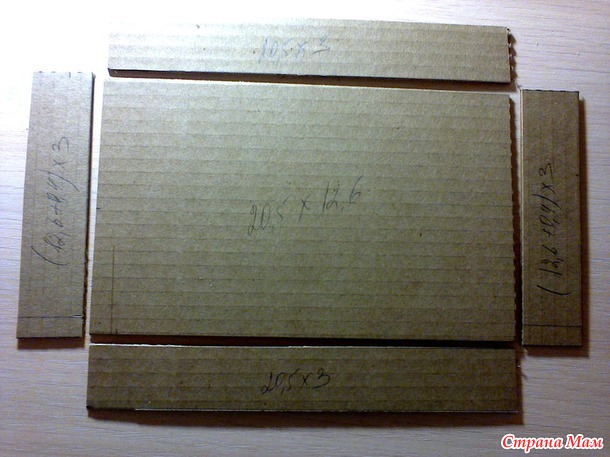 20,5 x 3
(12,6+0,4) x 3
20,5 x 12,6
(12,6+0,4) x 3
20,5 x 3
Страна Мам